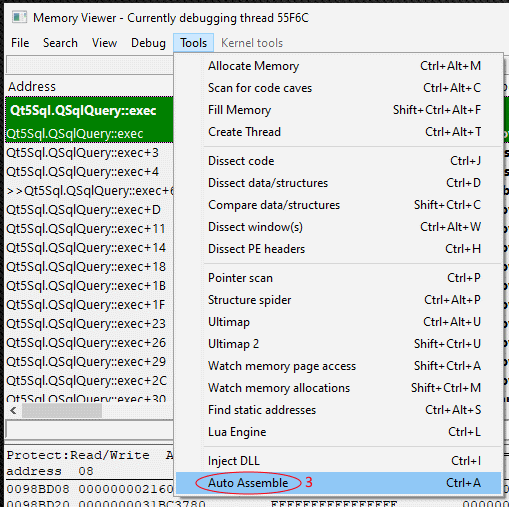 Memory Viewer - Currently debugging thread 55F6C
File Search View Debug Tools Kernel tools
Allocate Memory Ctrl+Alt+M
Scan for code caves Ctrl+Alt+C
Fill Memory Shift+Ctrl+Alt+F
Create Thread Ctrl+Alt+T
Dissect code Ctrl+J
Dissect data/structures Ctrl+D
Compare data/structures Shift+Ctrl+C
Dissect window(s) Ctrl+Alt+W
Dissect PE headers Ctrl+H
Pointer scan Ctrl+P
Structure spider Ctrl+Alt+P
Ultimap Ctrl+Alt+U
Ultimap 2 Shift+Ctrl+U
Watch memory page access Shift+Ctrl+A
Watch memory allocations Shift+Ctrl+M
Find static addresses Ctrl+Alt+S
Lua Engine Ctrl+L
Inject DLL Ctrl+I
Auto Assemble 3 Ctrl+A
Address
Qt5Sql.QSqlQuery::exec
Qt5Sql.QSqlQuery::exec
Qt5Sql.QSqlQuery::exec+3
Qt5Sql.QSqlQuery::exec+4
>>Qt5Sql.QSqlQuery::exec+6
Qt5Sql.QSqlQuery::exec+D
Qt5Sql.QSqlQuery::exec+11
Qt5Sql.QSqlQuery::exec+14
Qt5Sql.QSqlQuery::exec+18
Qt5Sql.QSqlQuery::exec+1B
Qt5Sql.QSqlQuery::exec+1F
Qt5Sql.QSqlQuery::exec+23
Qt5Sql.QSqlQuery::exec+26
Qt5Sql.QSqlQuery::exec+29
Qt5Sql.QSqlQuery::exec+2C
Qt5Sql.QSqlQuery::exec+30
Protect:Read/Write A
address 08
0098BD08 0000000002160
0098BD20 0000000031BC3780 FFFFFFFFFFFFFFFF